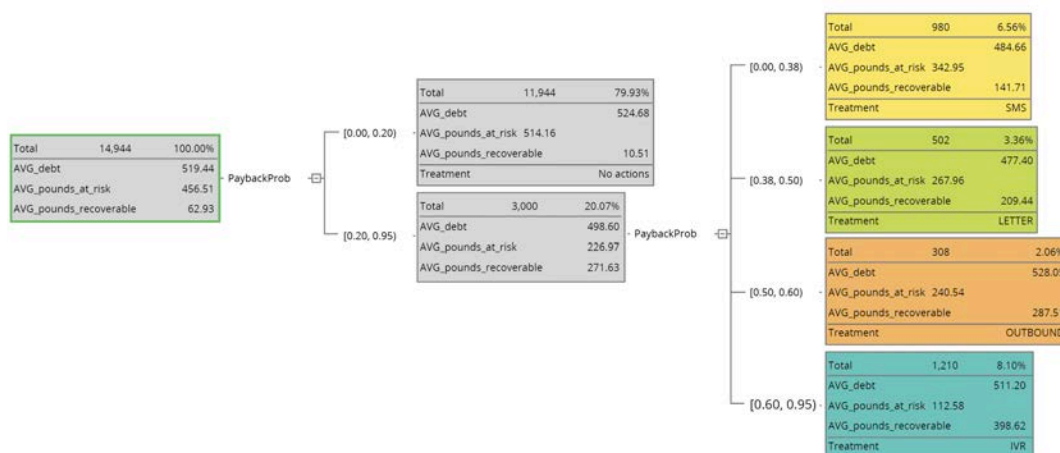 Total 14,944 100.00%
AVG_debt 519.44
AVG_pounds_at_risk 456.51
AVG_pounds_recoverable 62.93
PaybackProb
[0.00, 0.20)
Total 11,944 79.93%
AVG_debt 524.68
AVG_pounds_at_risk 514.16
AVG_pounds_recoverable 10.51
Treatment No actions
[0.20, 0.95)
Total 3,000 20.07%
AVG_debt 498.60
AVG_pounds_at_risk 226.97
AVG_pounds_recoverable 271.63
PaybackProb
[0.00, 0.38)
Total 980 6.56%
AVG_debt 484.66
AVG_pounds_at_risk 342.95
AVG_pounds_recoverable 141.71
Treatment SMS
[0.38, 0.50)
Total 502 3.36%
AVG_debt 477.40
AVG_pounds_at_risk 267.96
AVG_pounds_recoverable 209.44
Treatment LETTER
[0.50, 0.60)
Total 308 2.06%
AVG_debt 528.05
AVG_pounds_at_risk 240.54
AVG_pounds_recoverable 287.5
Treatment OUTBOUND
[0.60, 0.95)
Total 1,210 8.10%
AVG_debt 511.20
AVG_pounds_at_risk 112.58
AVG_pounds_recoverable 398.62
Treatment IVR